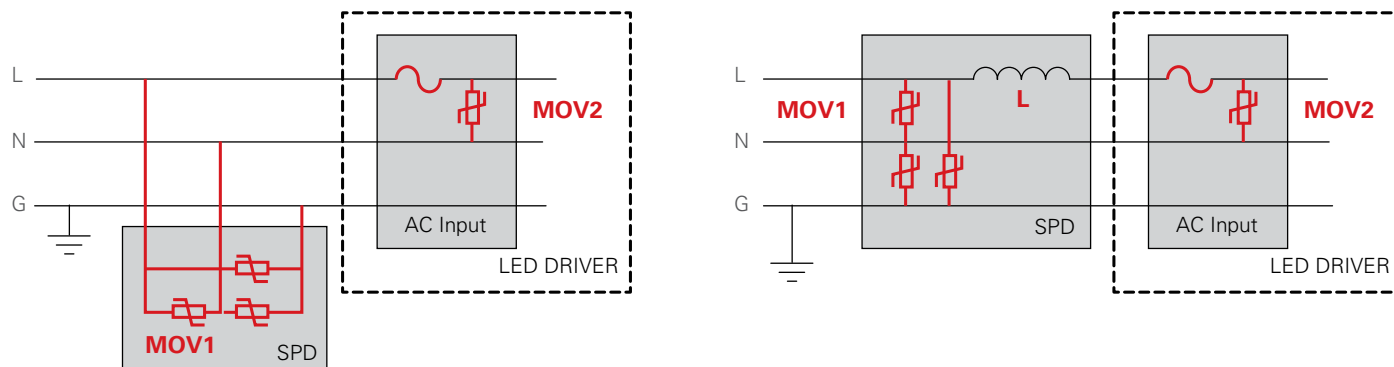 L
N
G
MOV2
AC Input
LED DRIVER
MOV1
SPD
L
N
G
MOV1
L
MOV2
SPD
AC Input
LED DRIVER